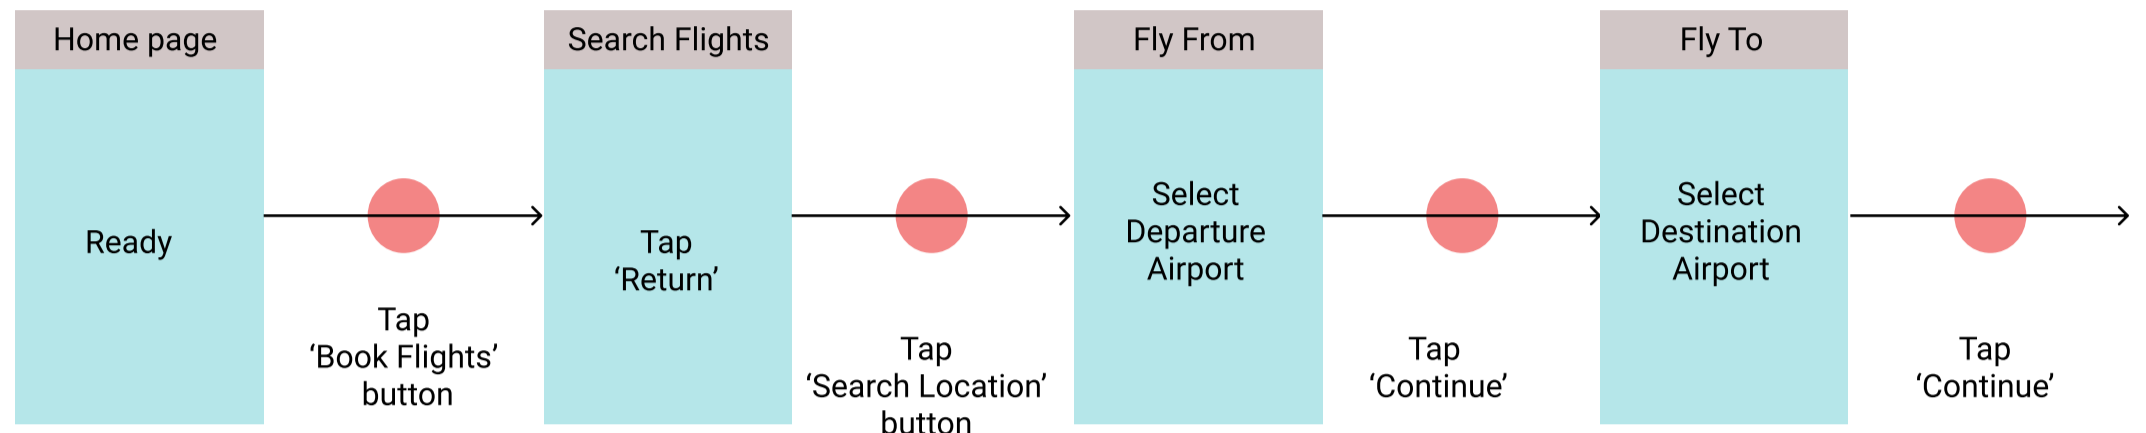 Home page
Ready
Tap
‘Book Flights’
button
Search Flights
Tap
‘Return’
Tap
‘Search Location’
button
Fly From
Select
Departure
Airport
Tap
‘Continue’
Fly To
Select
Destination
Airport
Tap
‘Continue’